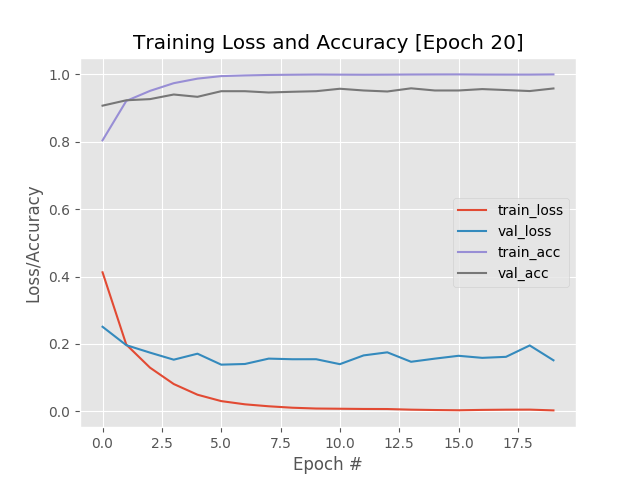 Training Loss and Accuracy [Epoch 20]
1.0
0.8
0.6
0.4
0.2
0.0
Loss/Accuracy
train_loss
val_loss
train_acc
val_acc
0.0 2.5 5.0 7.5 10.0 12.5 15.0 17.5
Epoch #